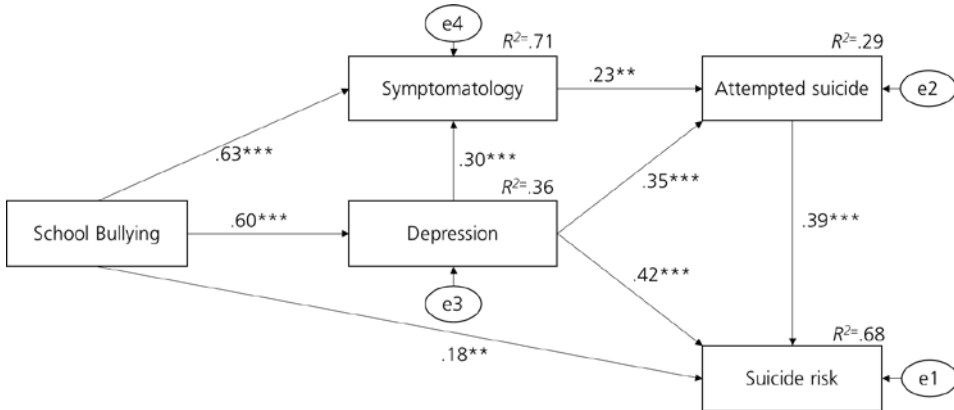 e4
R²=.71
R²=.29
Symptomatology
.23**
Attempted suicide
e2
.63***
.30***
R²=.36
.35***
School Bullying
.60***
Depression
.39***
.42***
e3
R²=.68
.18**
Suicide risk
e1